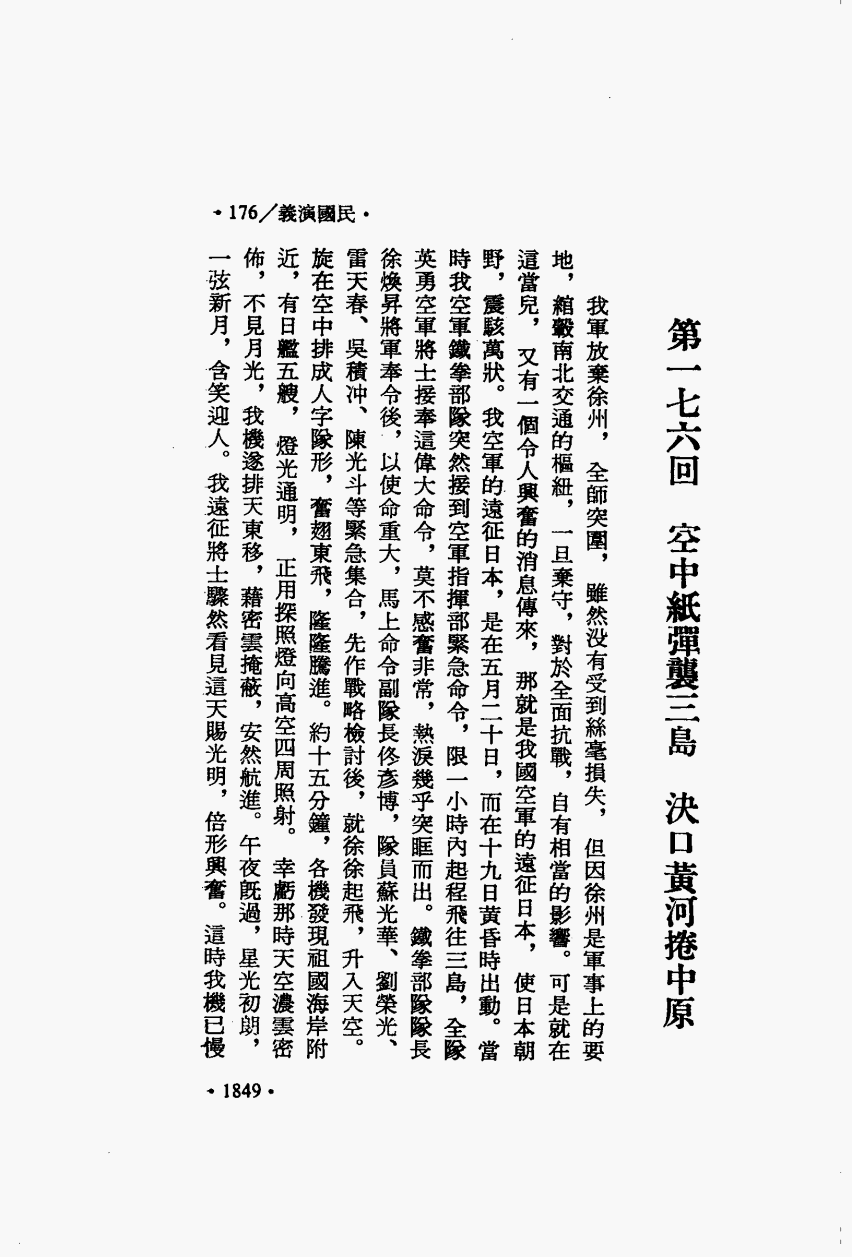 ·176／義演國民·
第一七六回　空中紙彈襲三島　決口黃河捲中原
我軍放棄徐州，全師突圍，雖然没有受到絲毫損失，但因徐州是軍事上的要
地，綰轂南北交通的樞紐，一旦棄守，對於全面抗戰，自有相當的影響。可是就在
這當兒，又有一個令人興奮的消息傳來，那就是我國空軍的遠征日本，使日本朝
野，震駭萬狀。我空軍的遠征日本，是在五月二十日，而在十九日黃昏時出動。當
時我空軍鐵拳部隊突然接到空軍指揮部緊急命令，限一小時內起程飛往三島，全隊
英勇空軍將士接奉這偉大命令，莫不感奮非常，熱淚幾乎突眶而出。鐵拳部隊隊長
徐煥昇將軍奉令後，以使命重大，馬上命令副隊長佟彥博，隊員蘇光華、劉榮光、
雷天春、吳積冲、陳光斗等緊急集合，先作戰略檢討後，就徐徐起飛，升入天空。
旋在空中排成人字隊形，奮翅東飛，隆隆騰進。約十五分鐘，各機發現祖國海岸附
近，有日艦五艘，燈光通明，正用探照燈向高空四周照射。幸虧那時天空濃雲密
佈，不見月光，我機遂排天東移，藉密雲掩蔽，安然航進。午夜既過，星光初朗，
一弦新月，含笑迎人。我遠征將士驟然看見這天賜光明，倍形興奮。這時我機已慢
·1849·